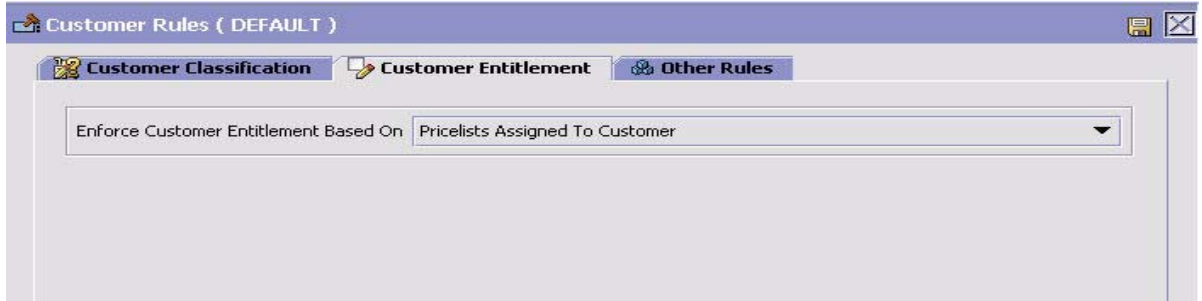 Customer Rules ( DEFAULT )
Customer Classification Customer Entitlement Other Rules
Enforce Customer Entitlement Based On Pricelists Assigned To Customer